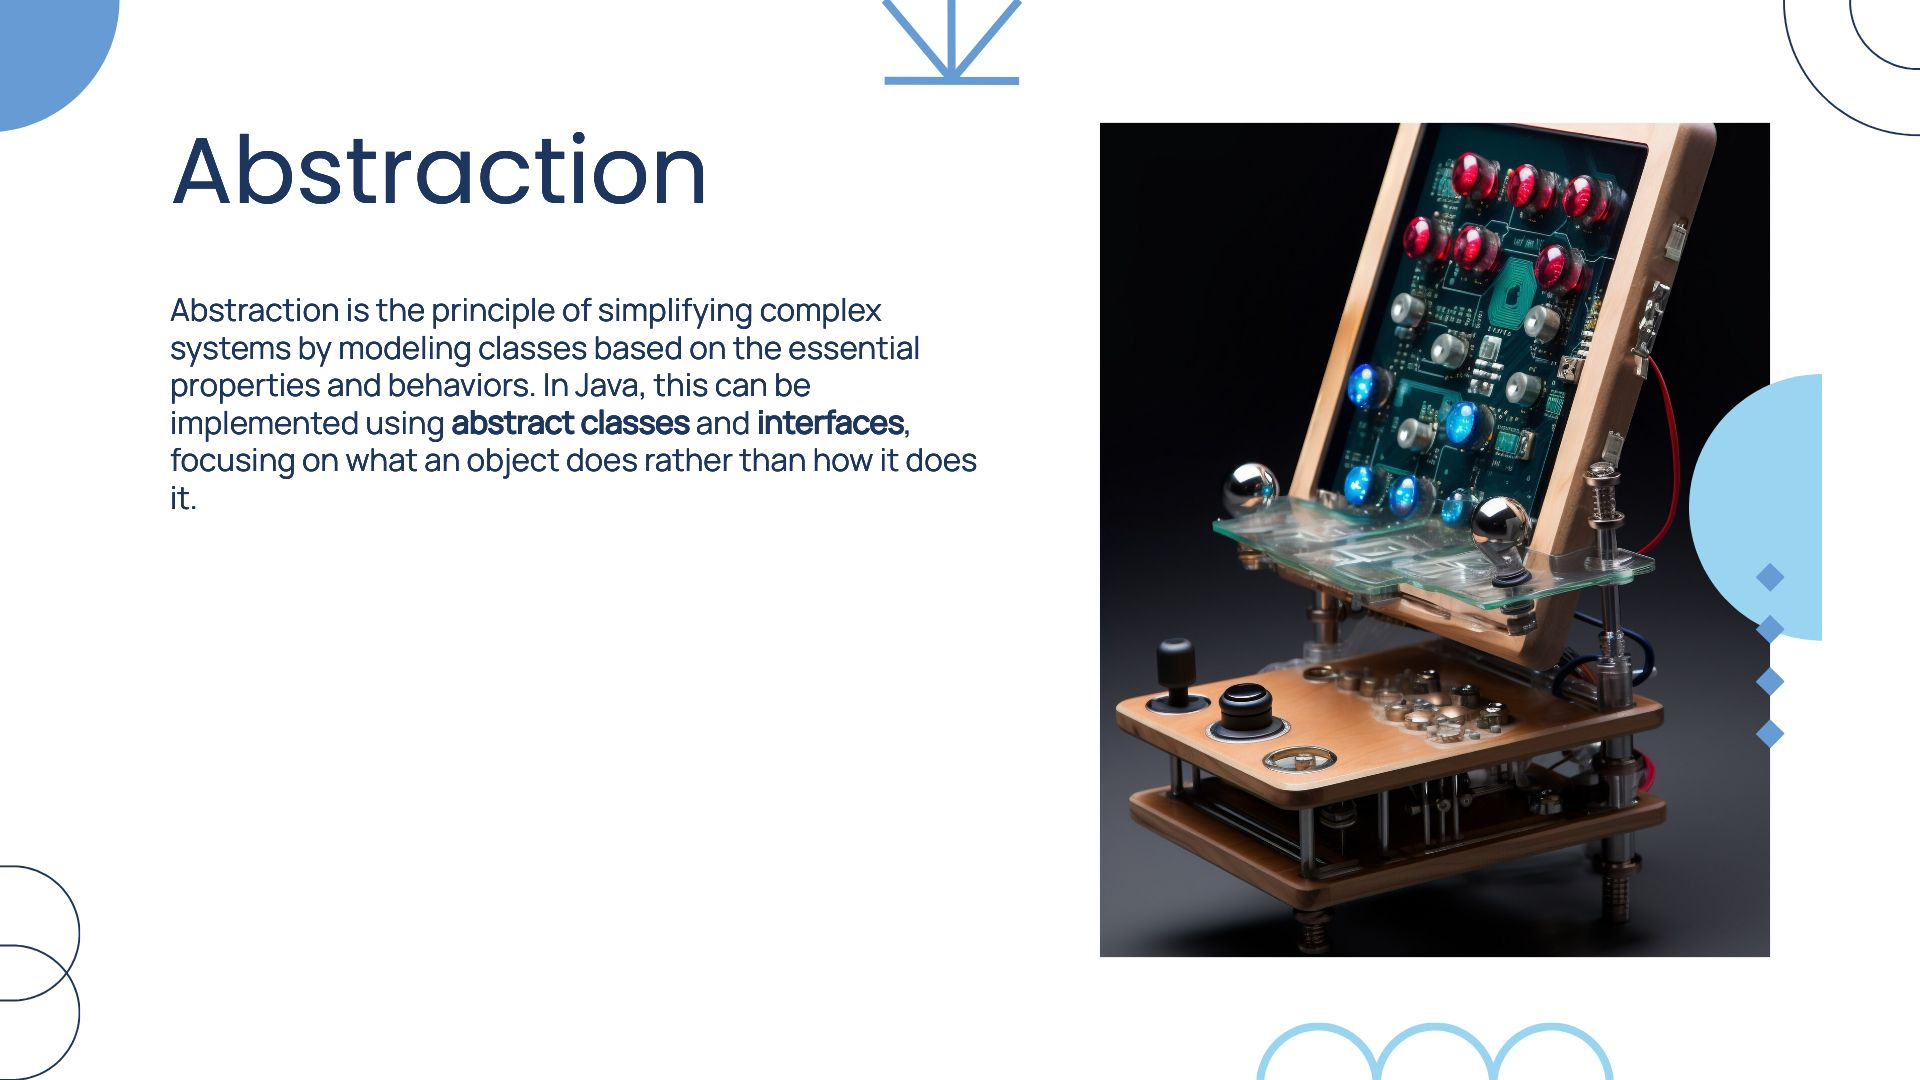 Abstraction
Abstraction is the principle of simplifying complex
systems by modeling classes based on the essential
properties and behaviors. In Java, this can be
implemented using abstract classes and interfaces,
focusing on what an object does rather than how it does
it.